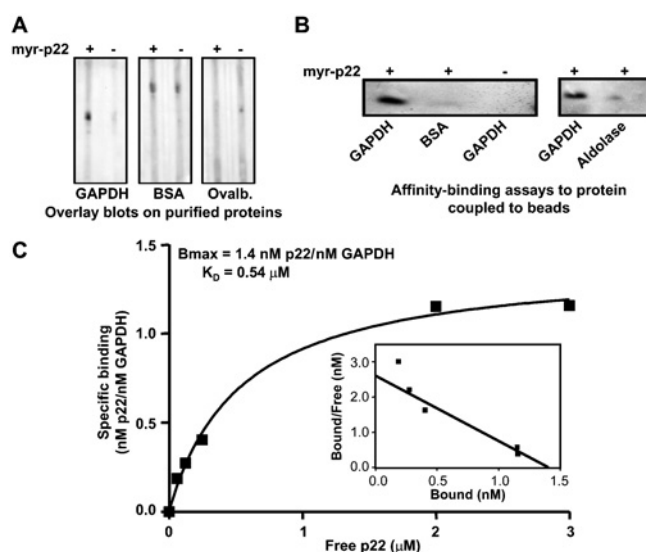 A
myr-p22 + - + - + -
GAPDH BSA Ovalb.
Overlay blots on purified proteins
B
myr-p22 + + - + +
GAPDH BSA GAPDH GAPDH Aldolase
Affinity-binding assays to protein
coupled to beads
C
Bmax = 1.4 nM p22/nM GAPDH
KD = 0.54 μM
Specific binding
(nM p22/nM GAPDH)
1.5
1.0
0.5
0.0
0 1 2 3
Free p22 (μM)
Bound/Free (nM)
3.0
2.0
1.0
0.0
0.0 0.5 1.0 1.5
Bound (nM)